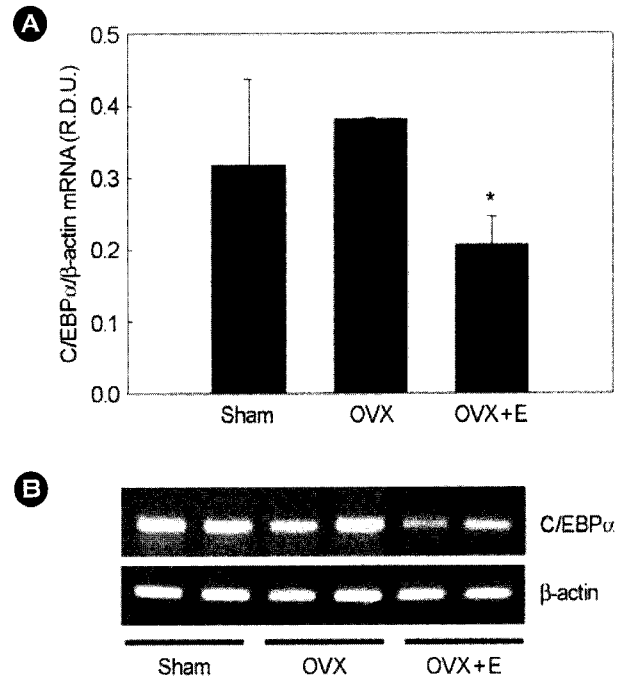 A
C/EBPα/β-actin mRNA (R.D.U.)
0.5
0.4
0.3
0.2
0.1
0.0
*
Sham OVX OVX+E
B
C/EBPα
β-actin
Sham OVX OVX+E